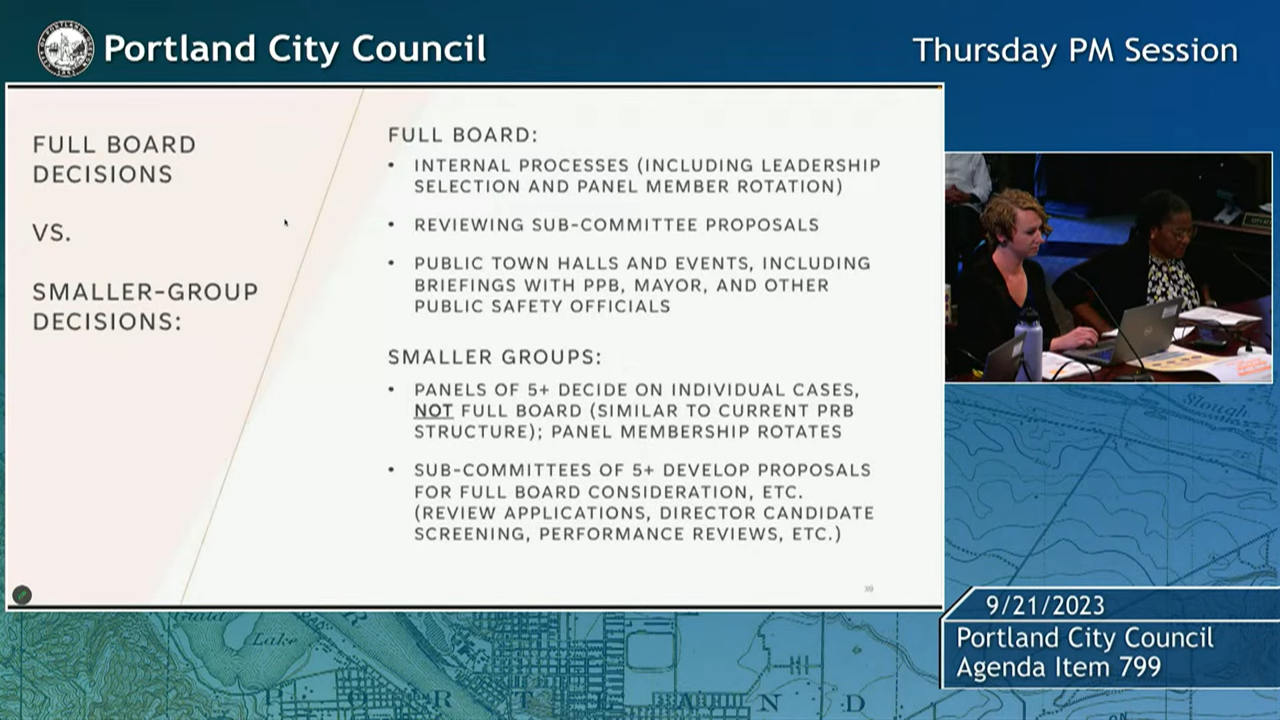 Portland City Council
Thursday PM Session
FULL BOARD
DECISIONS
VS.
SMALLER-GROUP
DECISIONS:
FULL BOARD:
• INTERNAL PROCESSES (INCLUDING LEADERSHIP
SELECTION AND PANEL MEMBER ROTATION)
• REVIEWING SUB-COMMITTEE PROPOSALS
• PUBLIC TOWN HALLS AND EVENTS, INCLUDING
BRIEFINGS WITH PPB, MAYOR, AND OTHER
PUBLIC SAFETY OFFICIALS
SMALLER GROUPS:
• PANELS OF 5+ DECIDE ON INDIVIDUAL CASES,
NOT FULL BOARD (SIMILAR TO CURRENT PRB
STRUCTURE); PANEL MEMBERSHIP ROTATES
• SUB-COMMITTEES OF 5+ DEVELOP PROPOSALS
FOR FULL BOARD CONSIDERATION, ETC.
(REVIEW APPLICATIONS, DIRECTOR CANDIDATE
SCREENING, PERFORMANCE REVIEWS, ETC.)
39
Slough
9/21/2023
Portland City Council
Agenda Item 799
Guild
Lake
P O R T L A N D